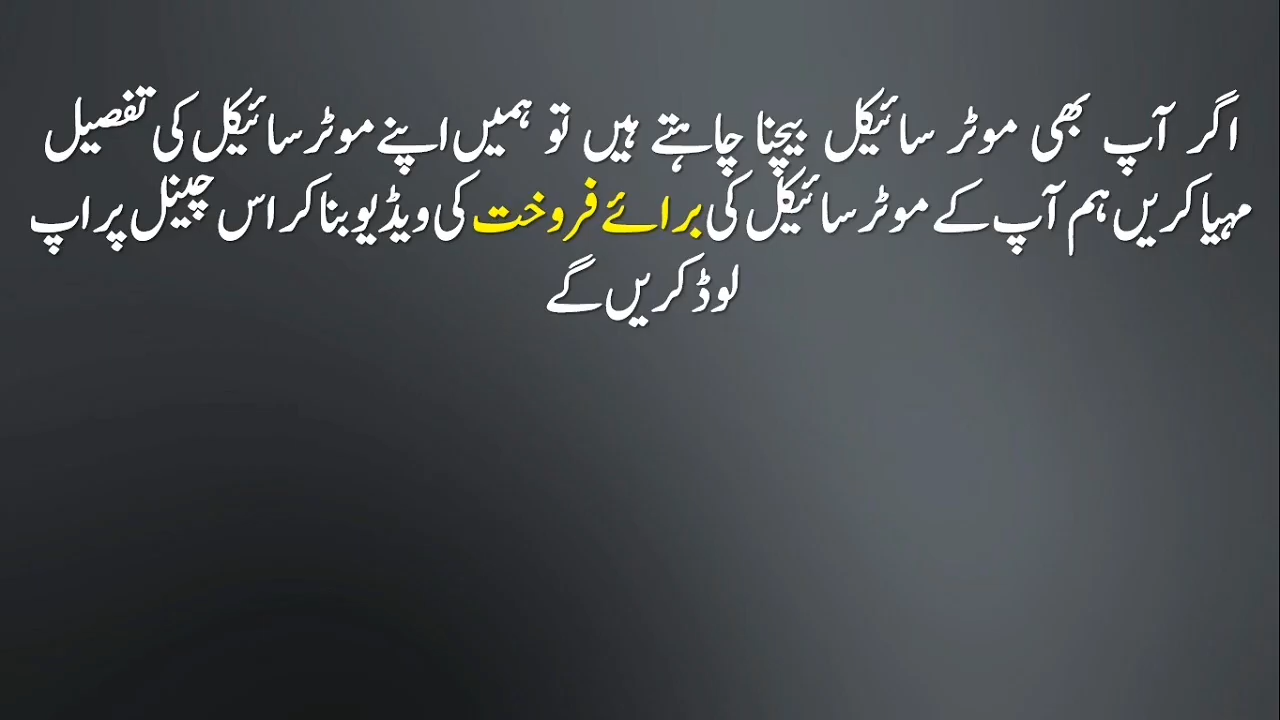 اگر آپ بھی موٹر سائیکل بیچنا چاہتے ہیں تو ہمیں اپنے موٹر سائیکل کی تفصیل
مہیا کریں ہم آپ کے موٹر سائیکل کی برائے فروخت کی ویڈیو بنا کر اس چینل پر اپ
لوڈ کریں گے